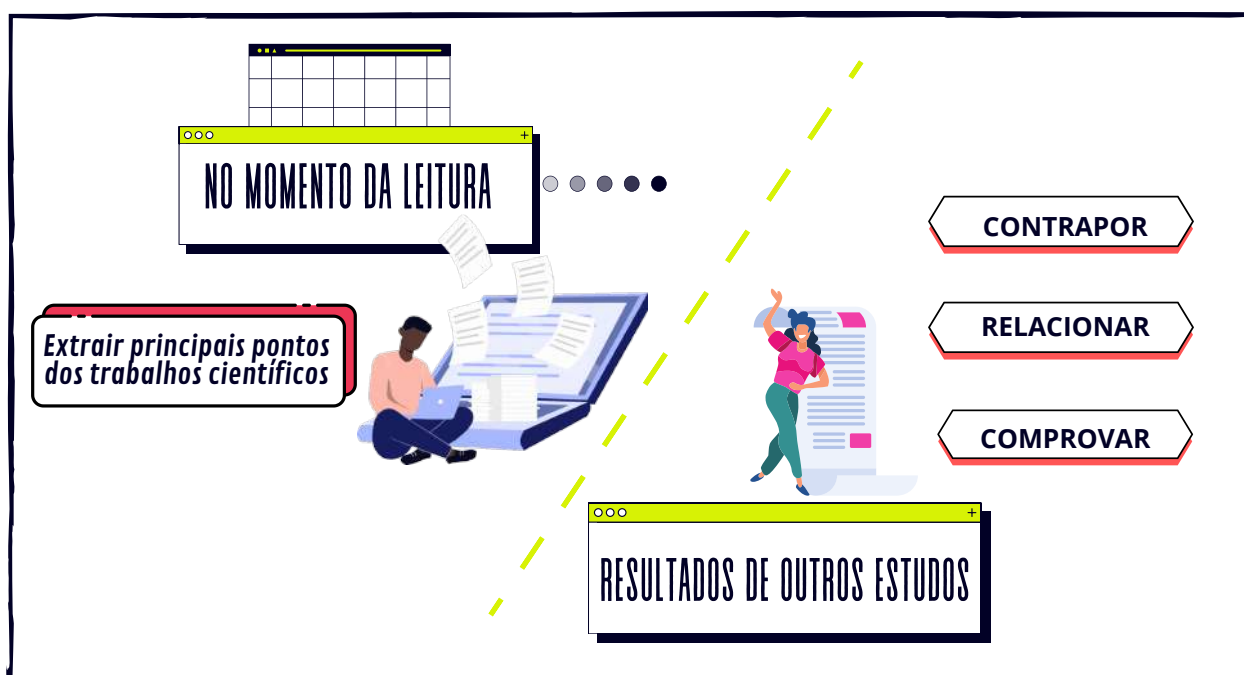 NO MOMENTO DA LEITURA
Extrair principais pontos
dos trabalhos científicos
CONTRAPOR
RELACIONAR
COMPROVAR
RESULTADOS DE OUTROS ESTUDOS